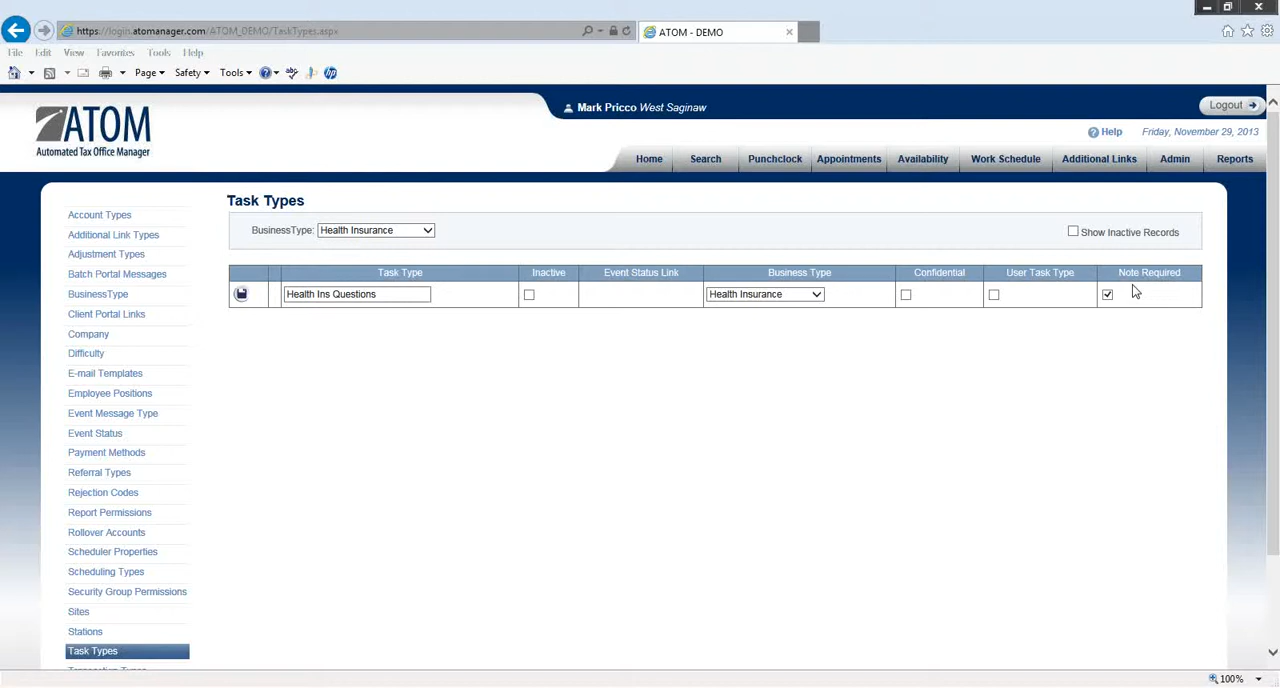 https://login.atomanager.com/ATOM_DEMO/TaskTypes.aspx
ATOM - DEMO
File Edit View Favorites Tools Help
Page Safety Tools
ATOM
Automated Tax Office Manager
Mark Pricco West Saginaw
Logout
Help Friday, November 29, 2013
Home Search Punchclock Appointments Availability Work Schedule Additional Links Admin Reports
Account Types
Additional Link Types
Adjustment Types
Batch Portal Messages
BusinessType
Client Portal Links
Company
Difficulty
E-mail Templates
Employee Positions
Event Message Type
Event Status
Payment Methods
Referral Types
Rejection Codes
Report Permissions
Rollover Accounts
Scheduler Properties
Scheduling Types
Security Group Permissions
Sites
Stations
Task Types
Task Types
BusinessType: Health Insurance
Show Inactive Records
Task Type Inactive Event Status Link Business Type Confidential User Task Type Note Required
Health Ins Questions Health Insurance
100%